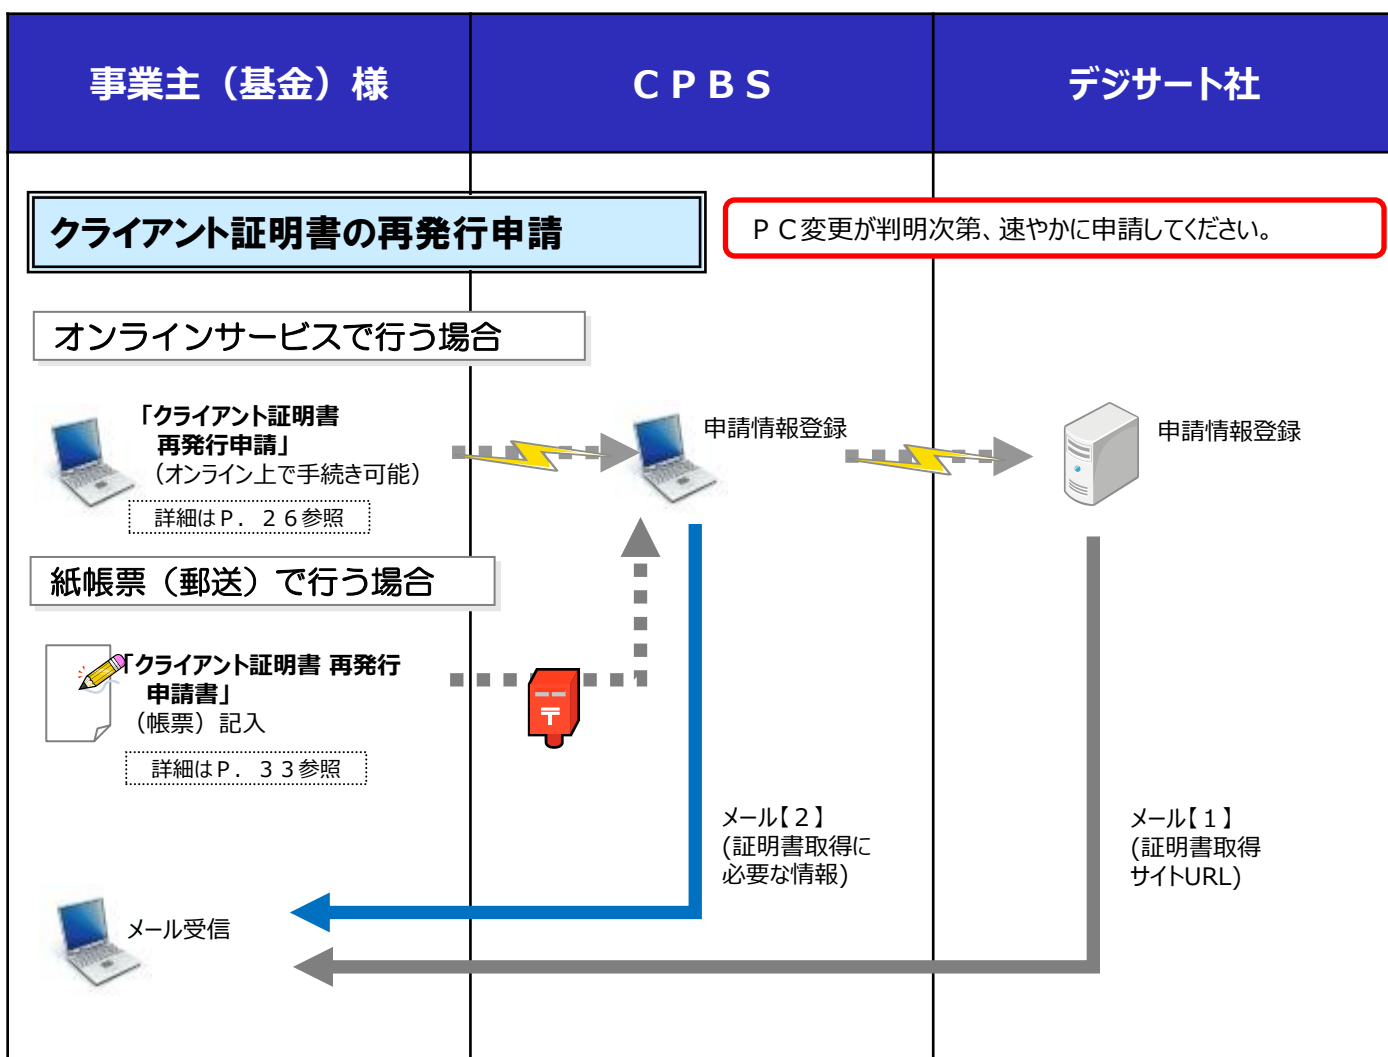 事業主（基金）様
ＣＰＢＳ
デジサート社
クライアント証明書の再発行申請
ＰＣ変更が判明次第、速やかに申請してください。
オンラインサービスで行う場合
「クライアント証明書
再発行申請」
（オンライン上で手続き可能）
詳細はＰ．２６参照
申請情報登録
申請情報登録
紙帳票（郵送）で行う場合
「クライアント証明書 再発行
申請書」
（帳票）記入
詳細はＰ．３３参照
メール【２】
(証明書取得に
必要な情報)
メール【１】
(証明書取得
サイトURL)
メール受信